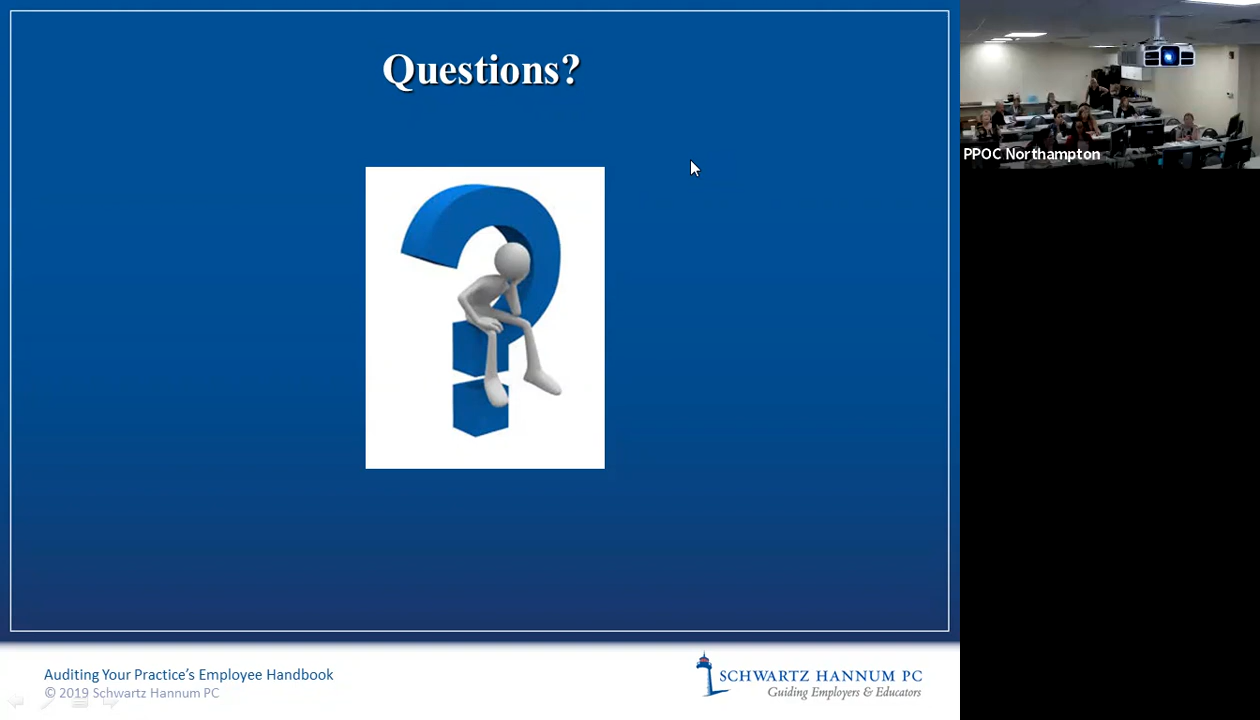 Questions?
PPOC Northampton
Auditing Your Practice's Employee Handbook
© 2019 Schwartz Hannum PC
SCHWARTZ HANNUM PC
Guiding Employers & Educators